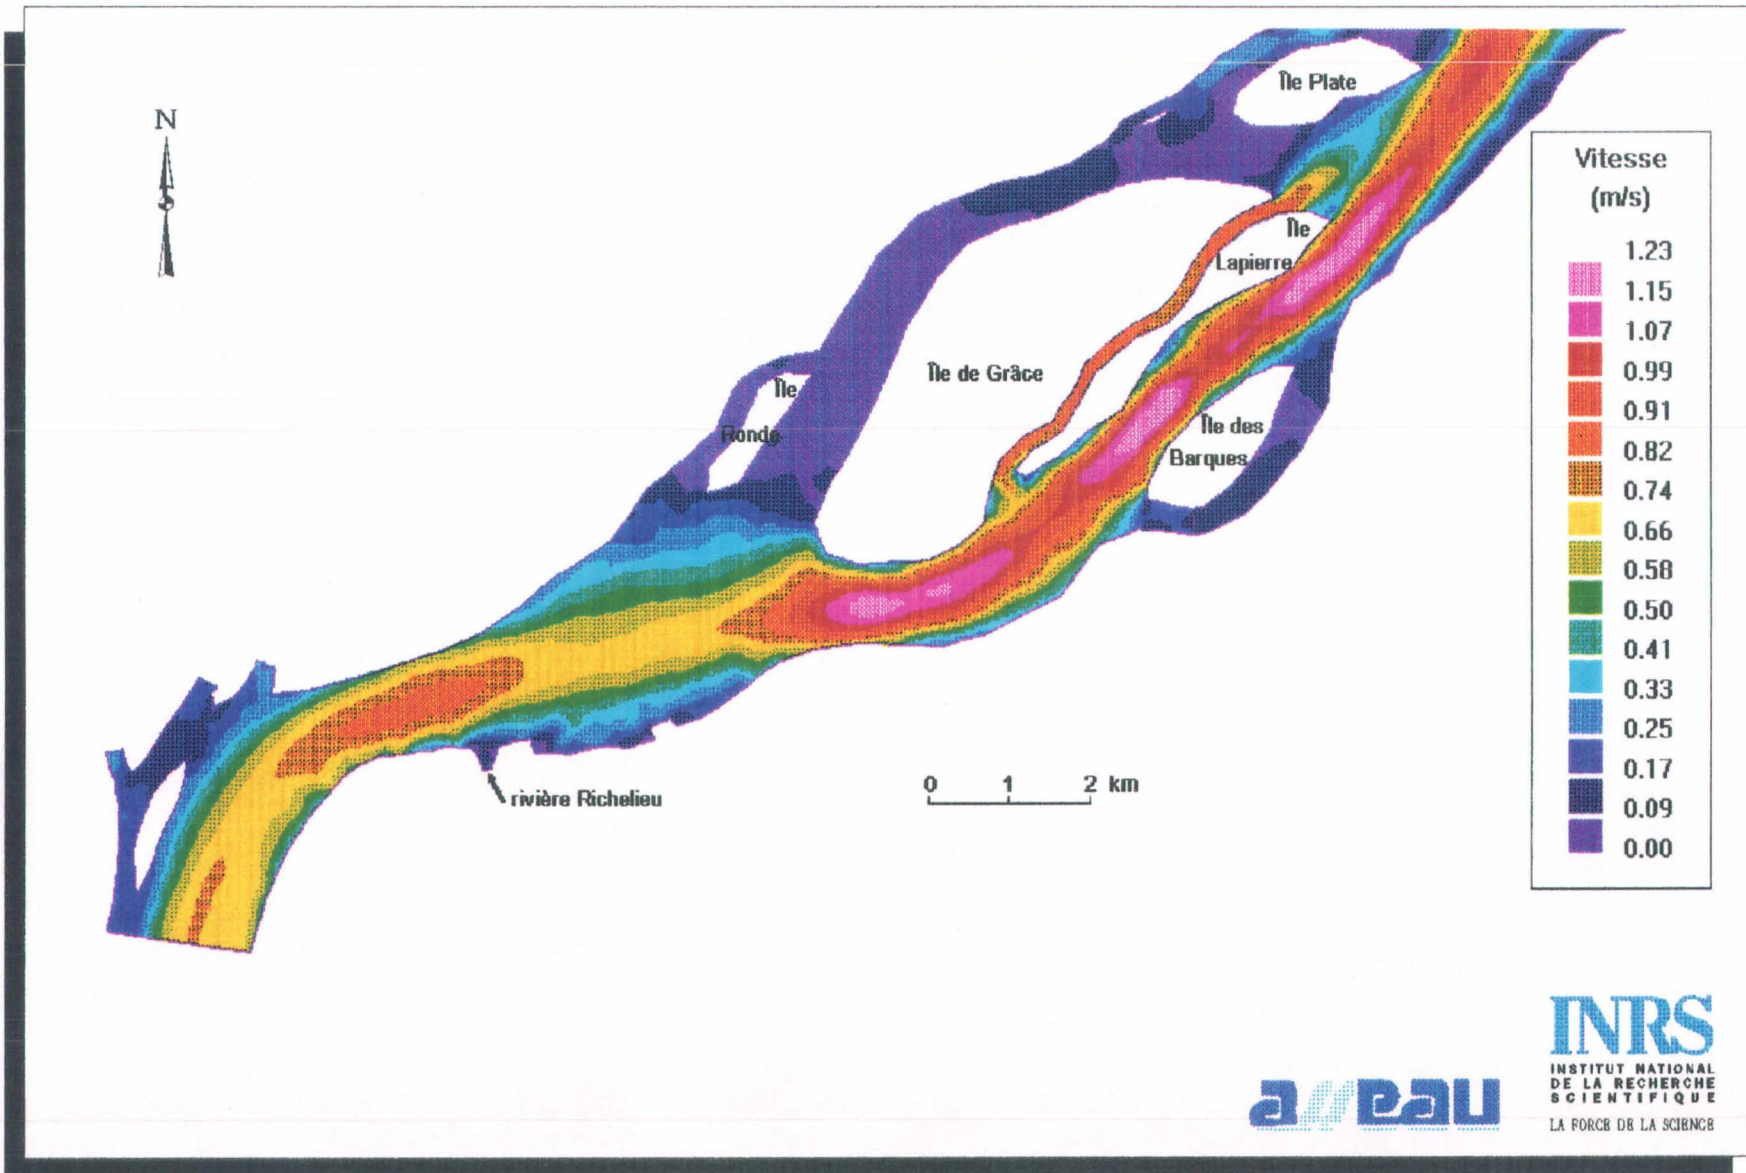 N
Île Plate
Île
Lapierre
Île de Grâce
Île
Ronde
Île des
Barques
rivière Richelieu
0 1 2 km
Vitesse
(m/s)
1.23
1.15
1.07
0.99
0.91
0.82
0.74
0.66
0.58
0.50
0.41
0.33
0.25
0.17
0.09
0.00
INRS
INSTITUT NATIONAL
DE LA RECHERCHE
SCIENTIFIQUE
LA FORCE DE LA SCIENCE